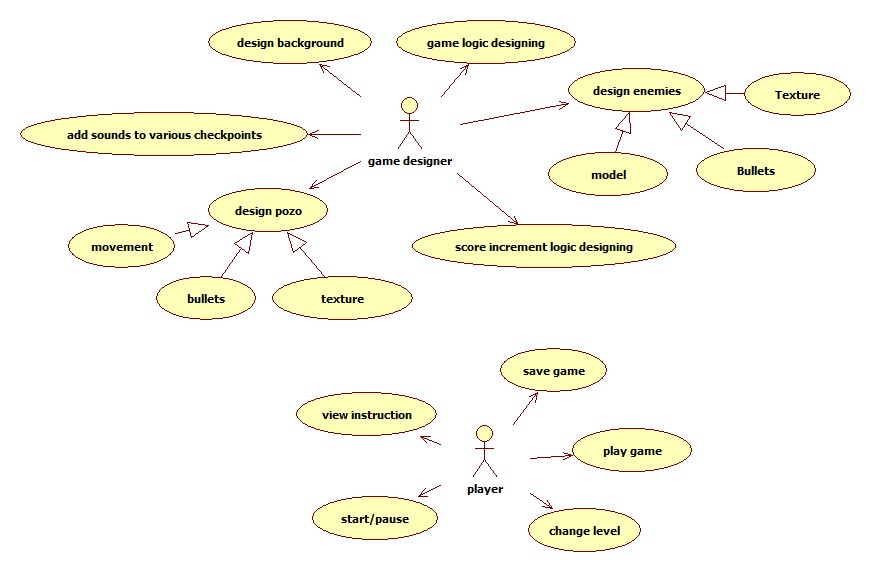 design background
game logic designing
design enemies
Texture
add sounds to various checkpoints
game designer
model
Bullets
design pozo
movement
score increment logic designing
bullets
texture
save game
view instruction
play game
player
start/pause
change level